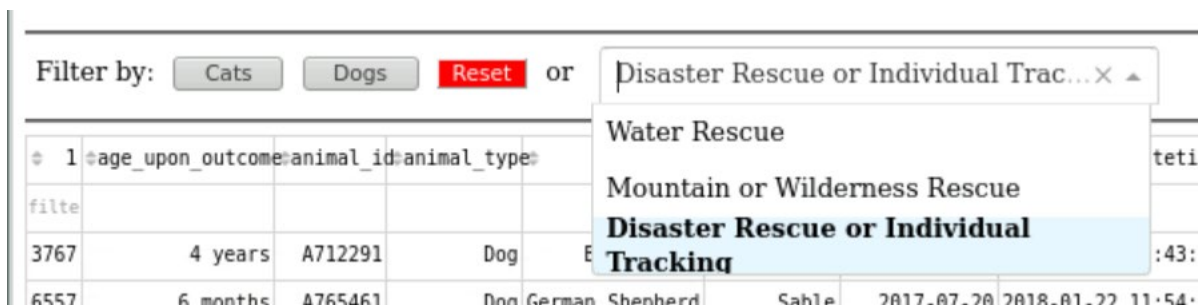 Filter by: Cats Dogs Reset or Disaster Rescue or Individual Trac...
Water Rescue
1 age_upon_outcome animal_id animal_type teti
Mountain or Wilderness Rescue
filte
Disaster Rescue or Individual
3767 4 years A712291 Dog :43:
Tracking
6557 6 months A765461 Dog German Shepherd Sable 2017-07-20 2018-01-22 11:54: